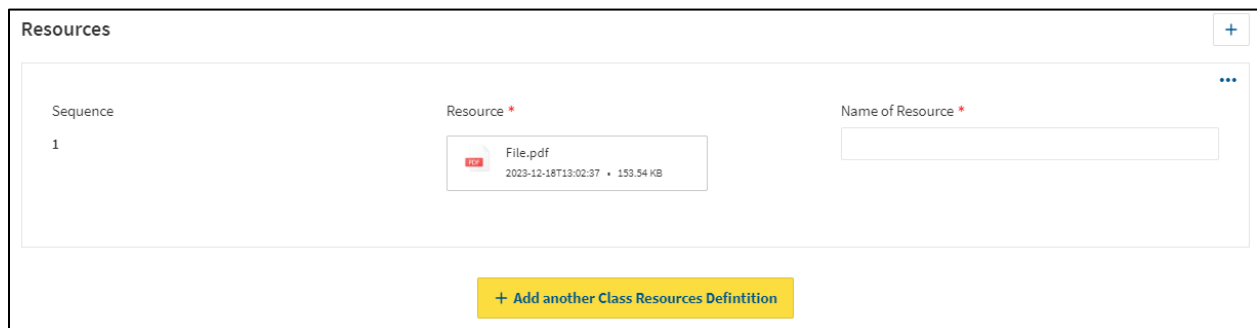 Resources
+
•••
Sequence
Resource *
Name of Resource *
1
PDF
File.pdf
2023-12-18T13:02:37 • 153.54 KB
+ Add another Class Resources Defintition